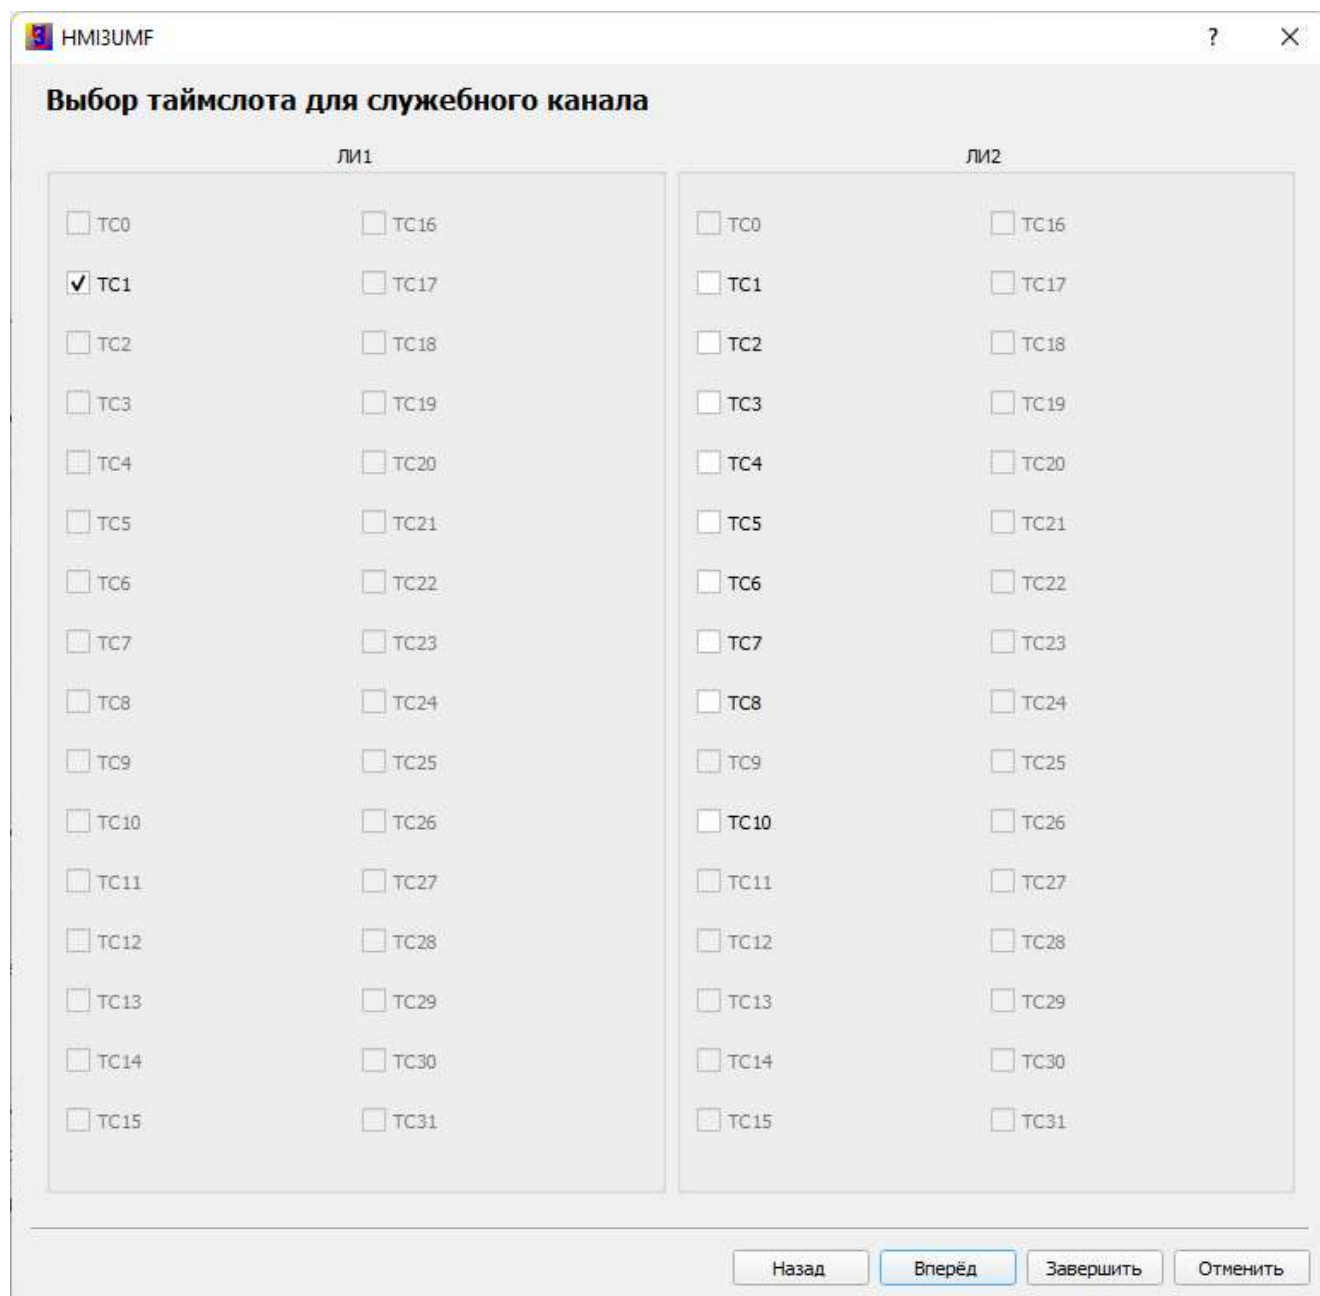 HMI3UMF
Выбор таймслота для служебного канала
ЛИ1
ТС0 ТС16
ТС1 ТС17
ТС2 ТС18
ТС3 ТС19
ТС4 ТС20
ТС5 ТС21
ТС6 ТС22
ТС7 ТС23
ТС8 ТС24
ТС9 ТС25
ТС10 ТС26
ТС11 ТС27
ТС12 ТС28
ТС13 ТС29
ТС14 ТС30
ТС15 ТС31
ЛИ2
ТС0 ТС16
ТС1 ТС17
ТС2 ТС18
ТС3 ТС19
ТС4 ТС20
ТС5 ТС21
ТС6 ТС22
ТС7 ТС23
ТС8 ТС24
ТС9 ТС25
ТС10 ТС26
ТС11 ТС27
ТС12 ТС28
ТС13 ТС29
ТС14 ТС30
ТС15 ТС31
Назад Вперёд Завершить Отменить